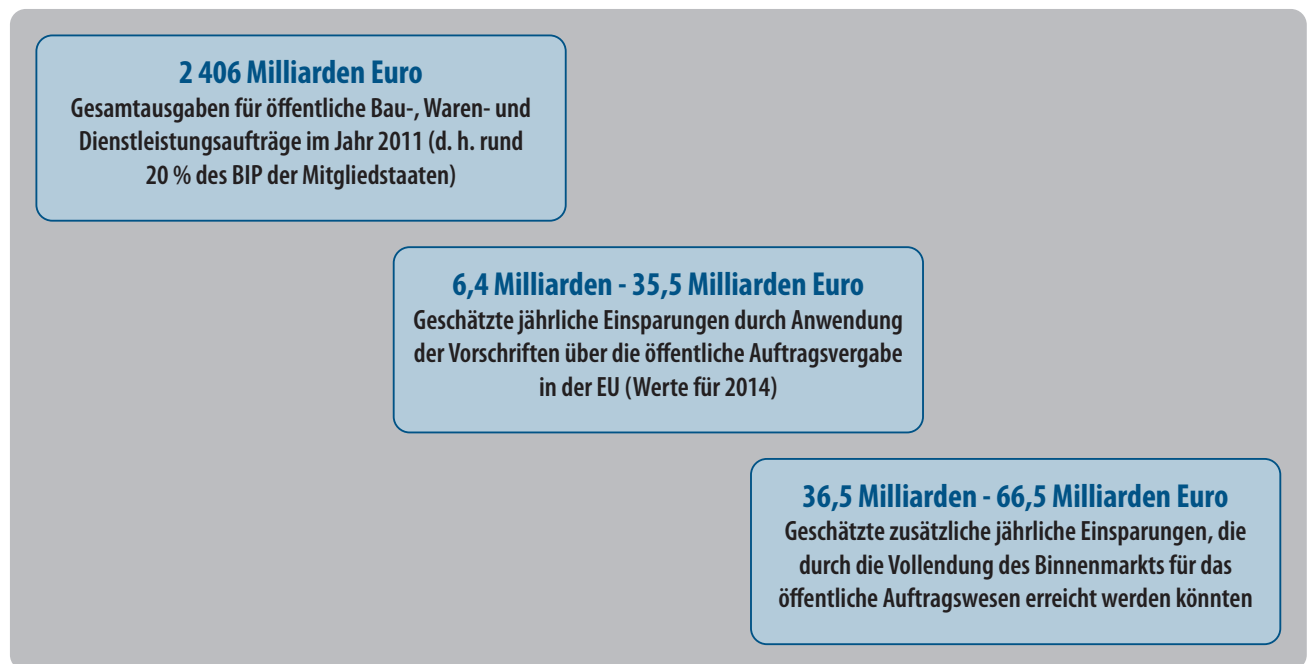 2 406 Milliarden Euro
Gesamtausgaben für öffentliche Bau-, Waren- und
Dienstleistungsaufträge im Jahr 2011 (d. h. rund
20 % des BIP der Mitgliedstaaten)
6,4 Milliarden - 35,5 Milliarden Euro
Geschätzte jährliche Einsparungen durch Anwendung
der Vorschriften über die öffentliche Auftragsvergabe
in der EU (Werte für 2014)
36,5 Milliarden - 66,5 Milliarden Euro
Geschätzte zusätzliche jährliche Einsparungen, die
durch die Vollendung des Binnenmarkts für das
öffentliche Auftragswesen erreicht werden könnten